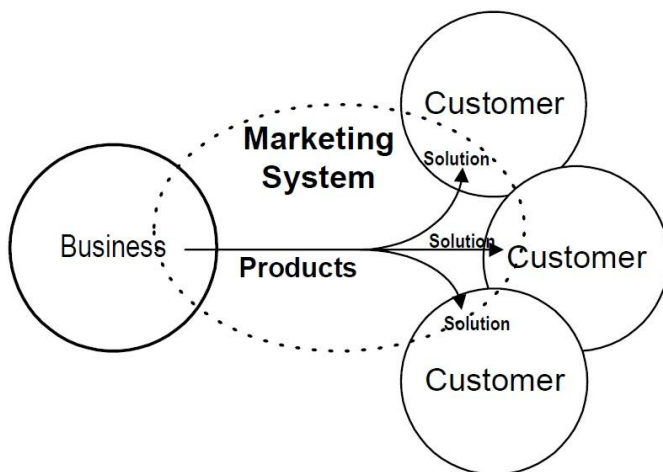 Customer
Marketing
System
Solution
Business
Solution
Customer
Products
Solution
Customer